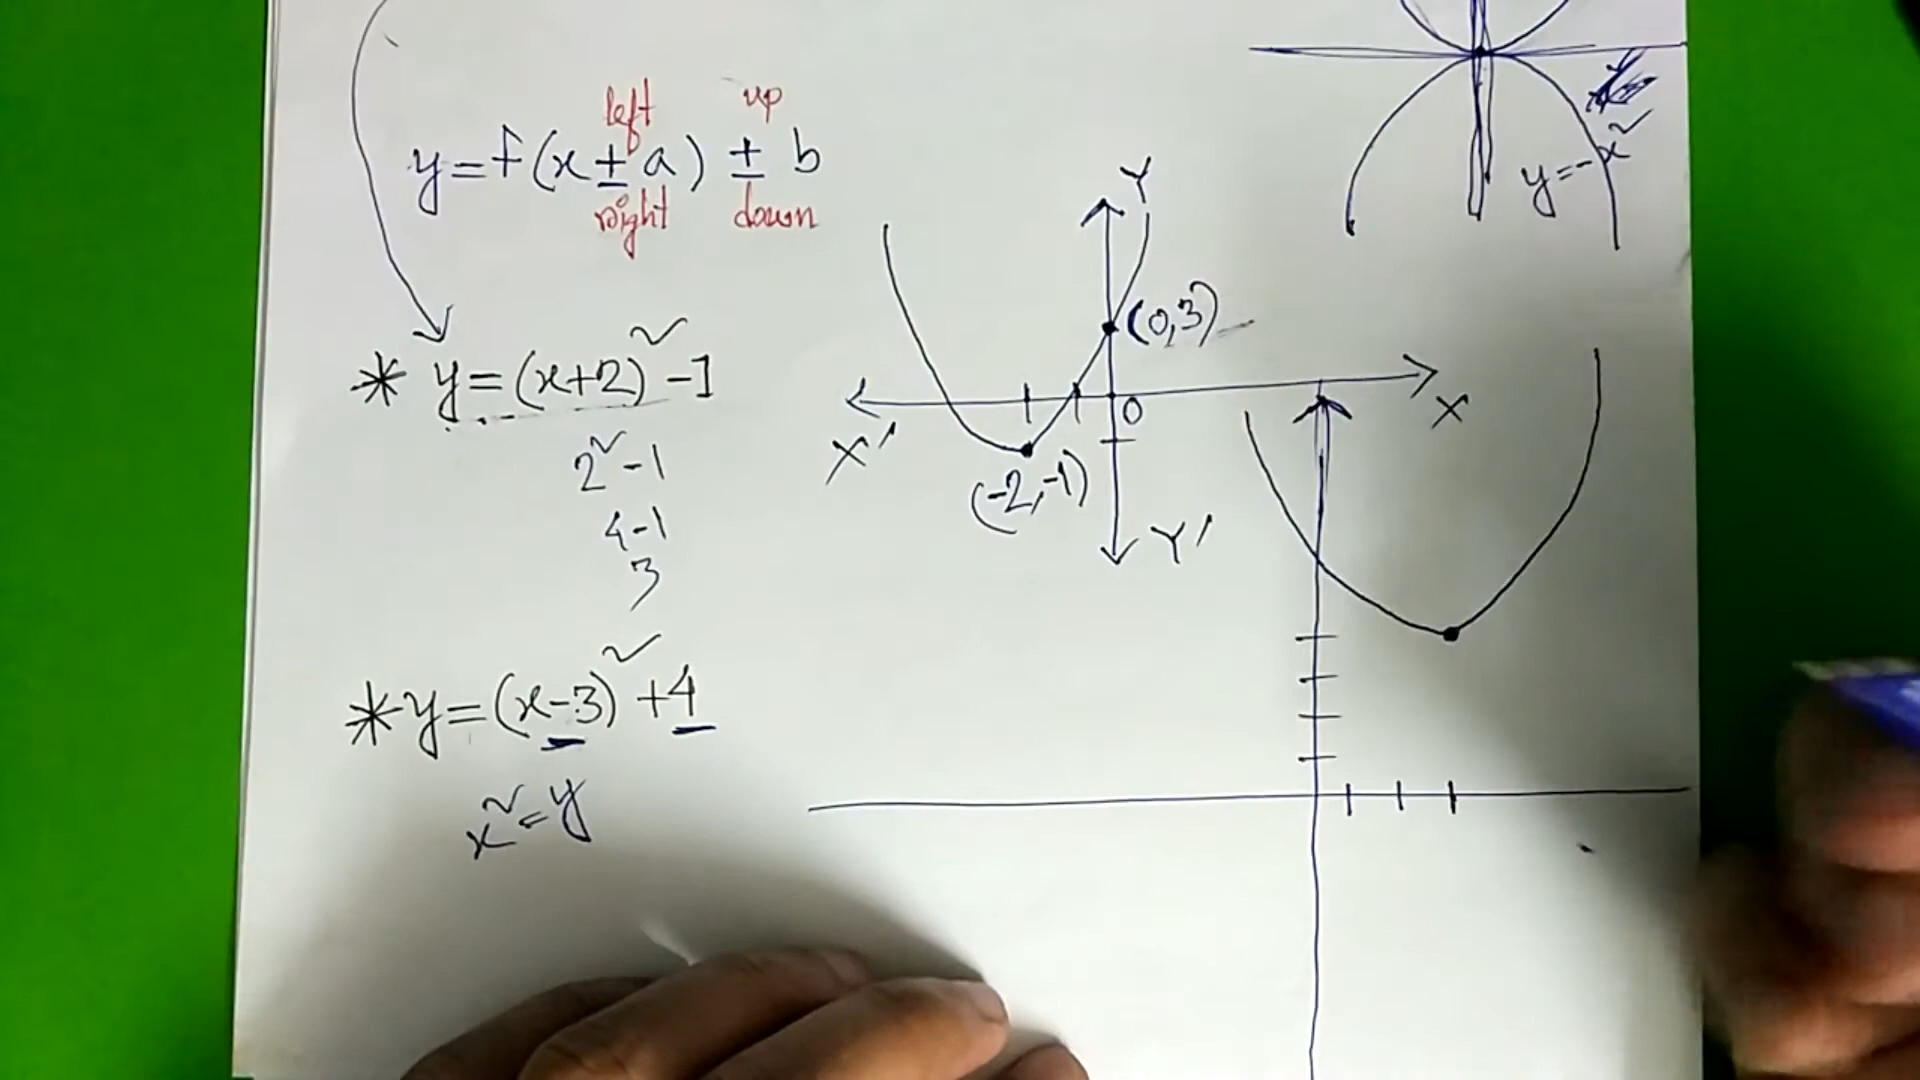 left up
y=f(x±a) ± b
right down
y=-x²
Y
(0,3)
* y=(x+2)² -1
X' O X
2² -1
(-2,-1)
4-1
Y'
3
* y=(x-3)² +4
x²=y